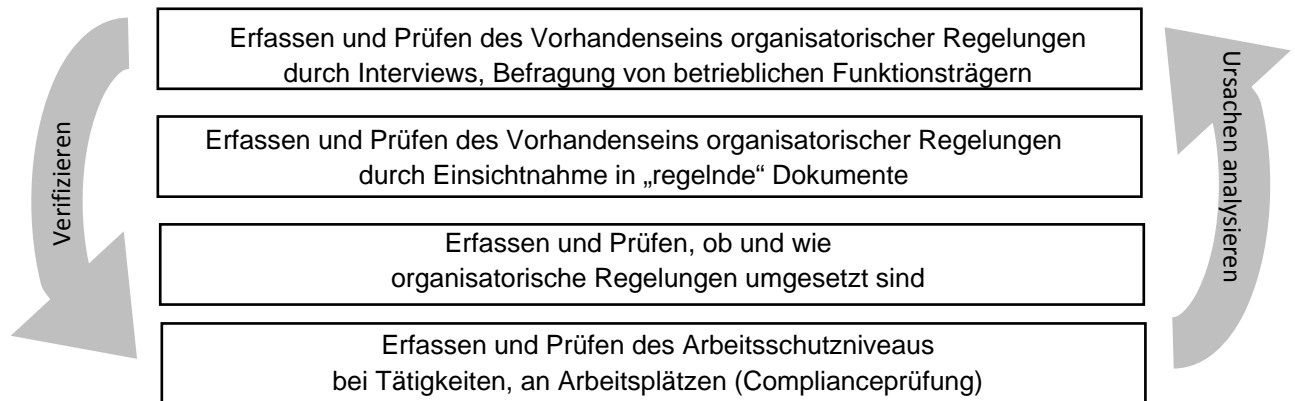 Erfassen und Prüfen des Vorhandenseins organisatorischer Regelungen
durch Interviews, Befragung von betrieblichen Funktionsträgern
Erfassen und Prüfen des Vorhandenseins organisatorischer Regelungen
durch Einsichtnahme in „regelnde“ Dokumente
Erfassen und Prüfen, ob und wie
organisatorische Regelungen umgesetzt sind
Erfassen und Prüfen des Arbeitsschutzniveaus
bei Tätigkeiten, an Arbeitsplätzen (Complianceprüfung)
Verifizieren
Ursachen analysieren